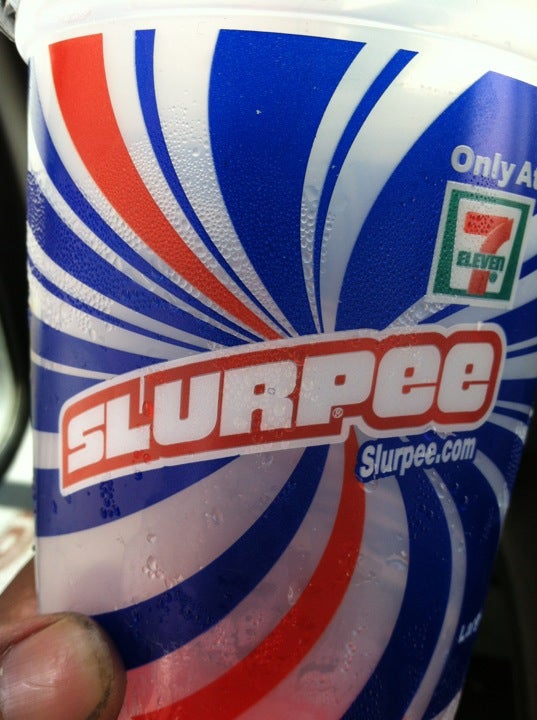 Only At
7
ELEVEN
SLURPEE
®
Slurpee.com